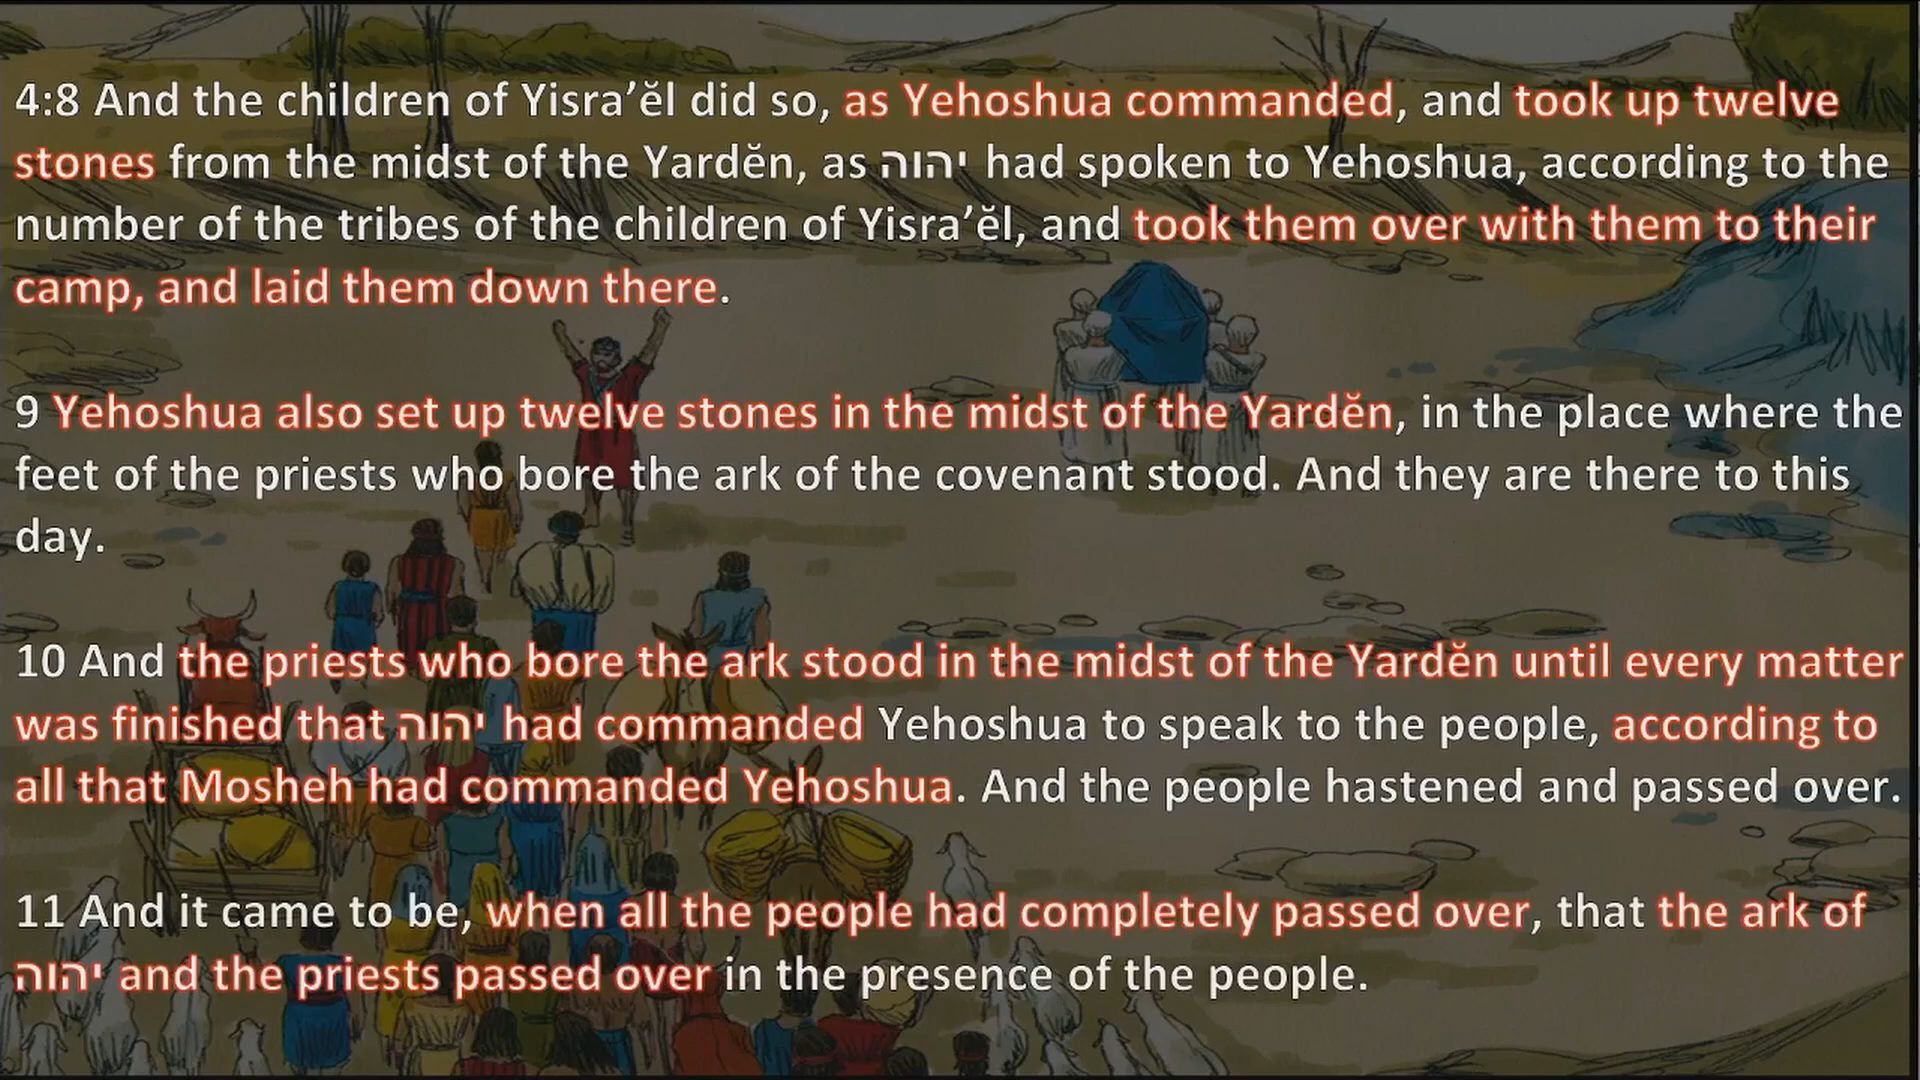 4:8 And the children of Yisra’ĕl did so, as Yehoshua commanded, and took up twelve
stones from the midst of the Yardĕn, as יהוה had spoken to Yehoshua, according to the
number of the tribes of the children of Yisra’ĕl, and took them over with them to their
camp, and laid them down there.
9 Yehoshua also set up twelve stones in the midst of the Yardĕn, in the place where the
feet of the priests who bore the ark of the covenant stood. And they are there to this
day.
10 And the priests who bore the ark stood in the midst of the Yardĕn until every matter
was finished that יהוה had commanded Yehoshua to speak to the people, according to
all that Mosheh had commanded Yehoshua. And the people hastened and passed over.
11 And it came to be, when all the people had completely passed over, that the ark of
יהוה and the priests passed over in the presence of the people.